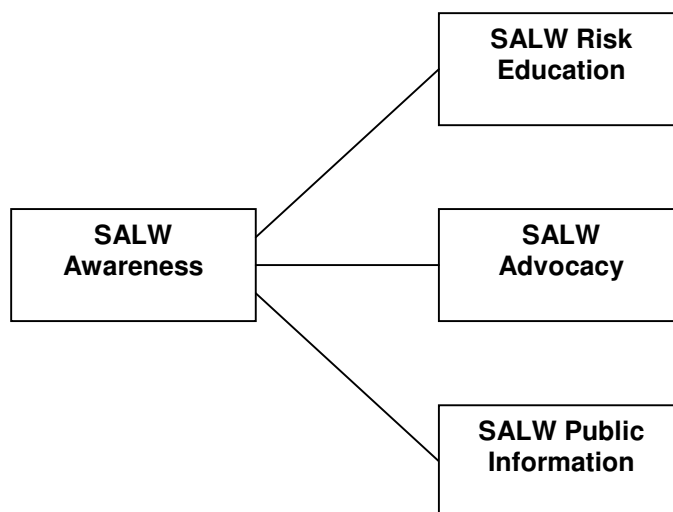 SALW Risk
Education
SALW
Awareness
SALW
Advocacy
SALW Public
Information